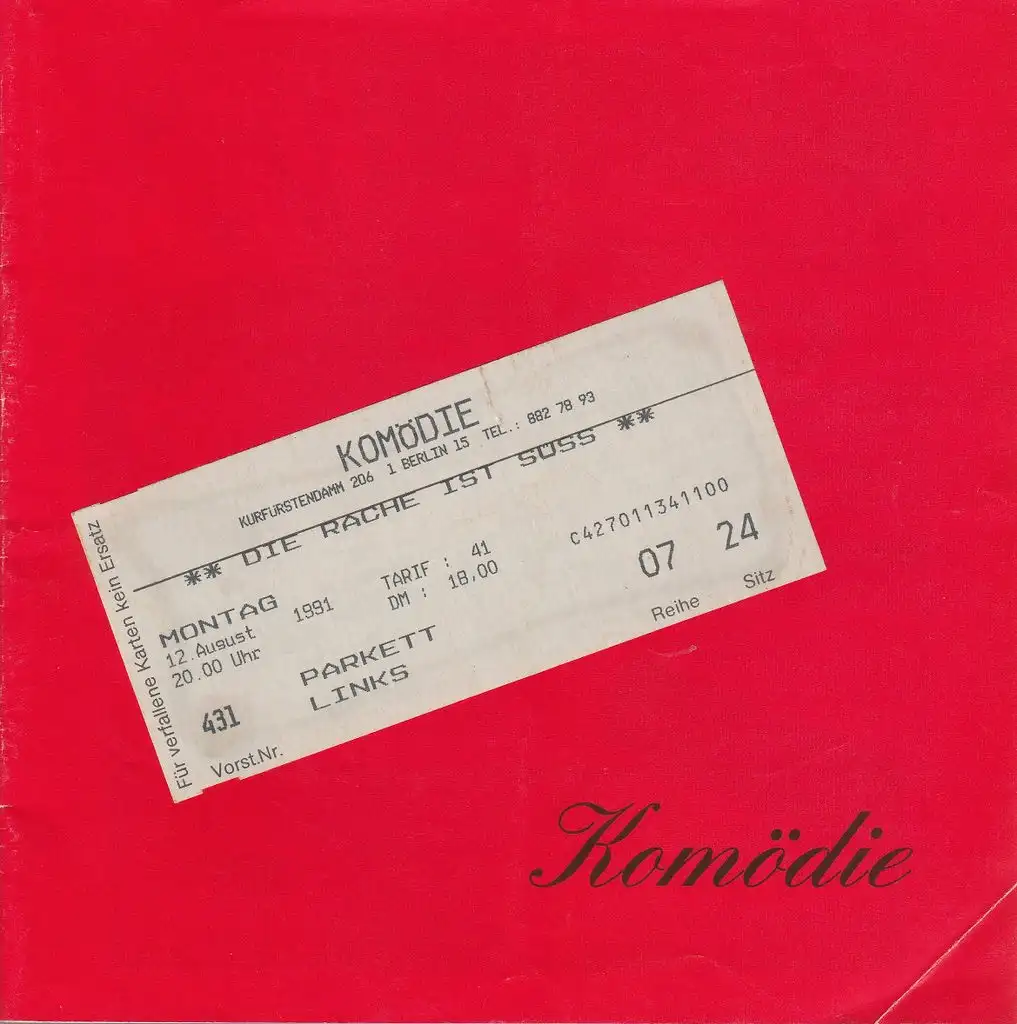 KOMÖDIE
KURFÜRSTENDAMM 206 1 BERLIN 15 TEL.: 882 78 93
** DIE RACHE IST SÜSS **
C427011341100
MONTAG
12.August 1991
20.00 Uhr
TARIF : 41
DM : 18,00
07 24
Reihe Sitz
PARKETT
LINKS
431
Vorst.Nr.
Für verfallene Karten kein Ersatz
Komödie